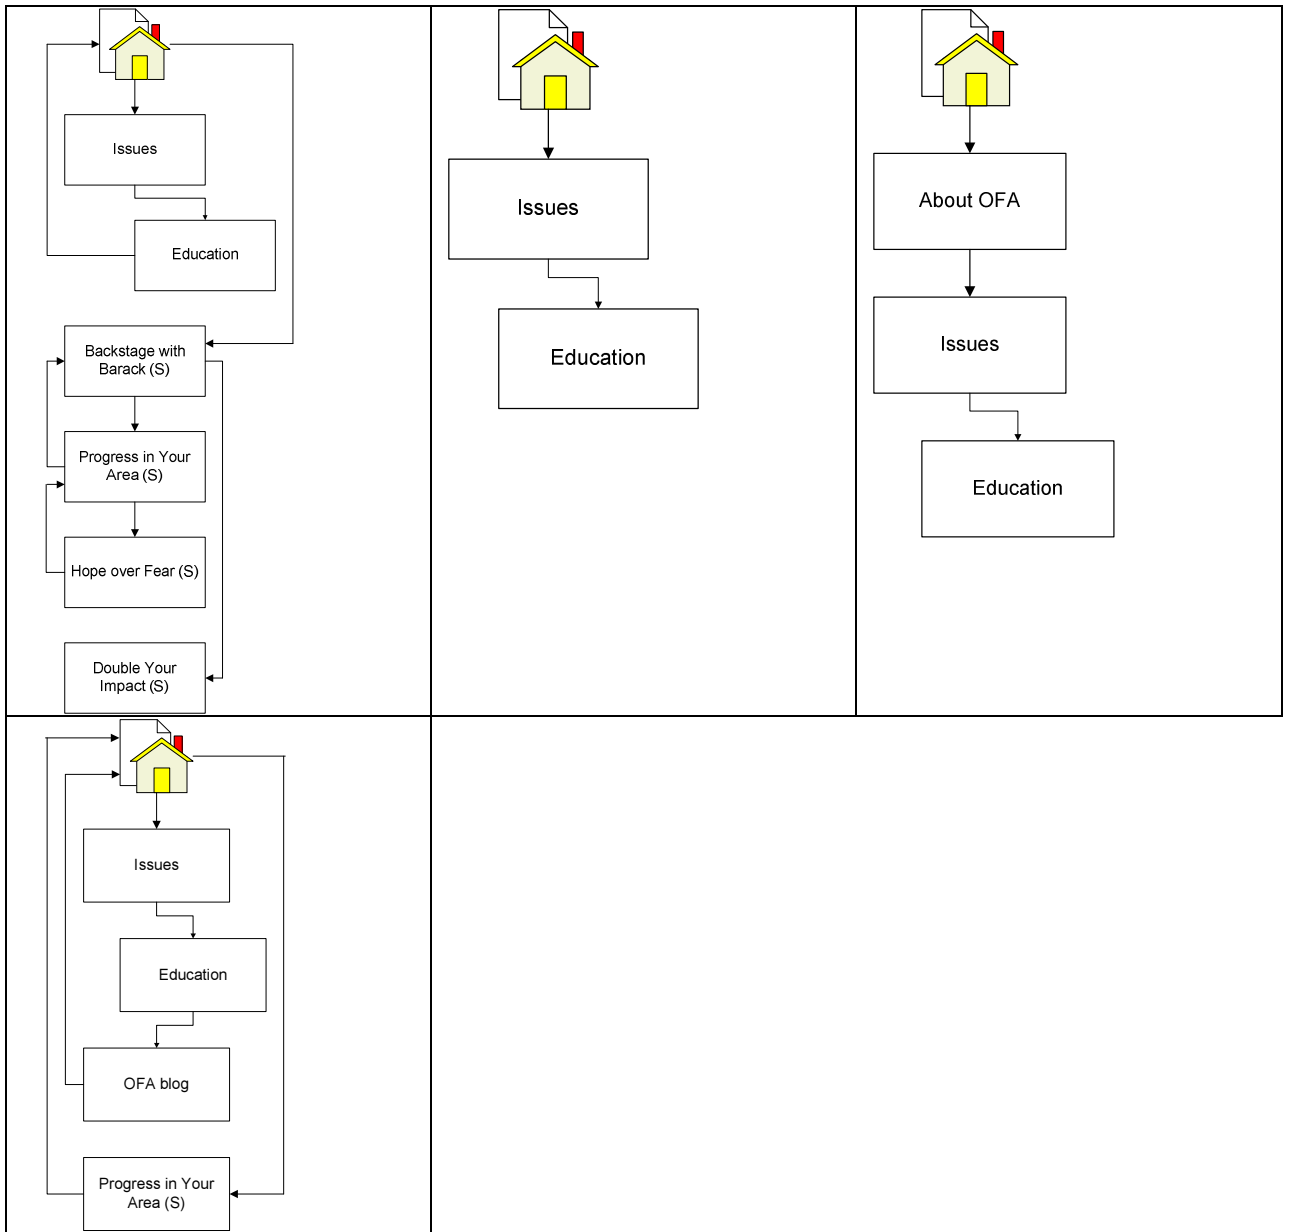 Issues
Education
Backstage with
Barack (S)
Progress in Your
Area (S)
Hope over Fear (S)
Double Your
Impact (S)
Issues
Education
About OFA
Issues
Education
Issues
Education
OFA blog
Progress in Your
Area (S)